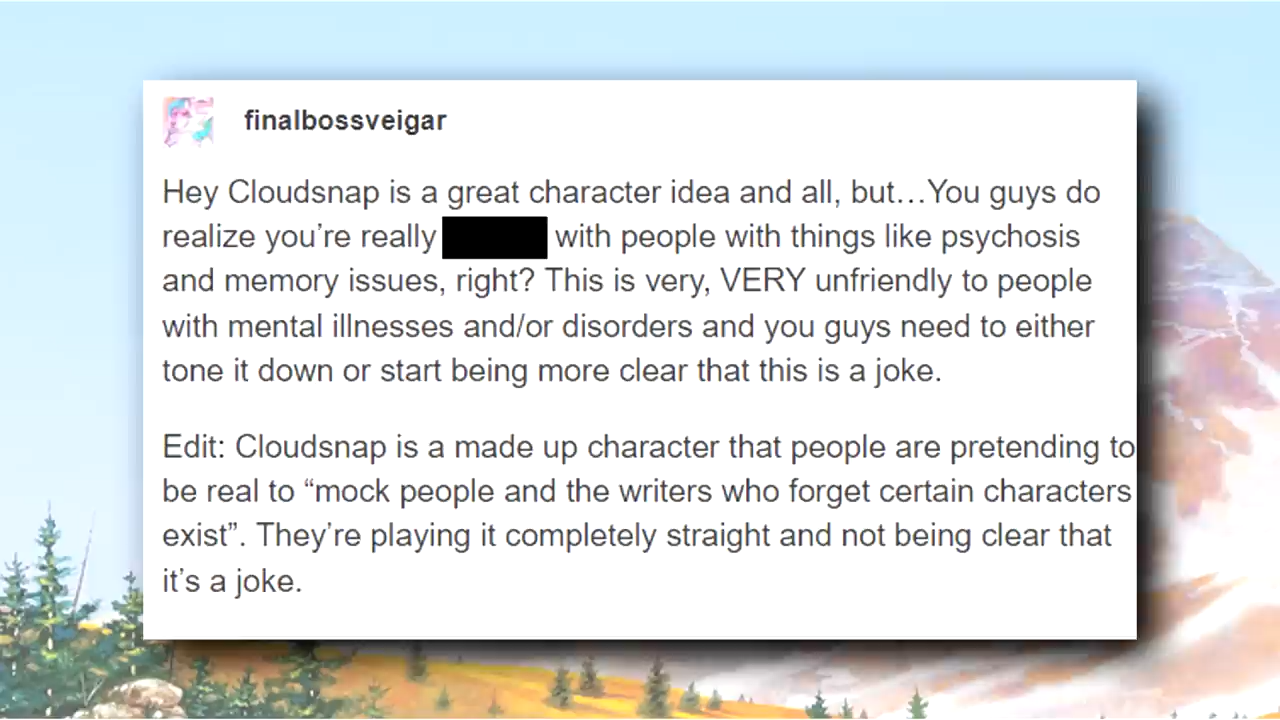 finalbossveigar
Hey Cloudsnap is a great character idea and all, but…You guys do
realize you’re really with people with things like psychosis
and memory issues, right? This is very, VERY unfriendly to people
with mental illnesses and/or disorders and you guys need to either
tone it down or start being more clear that this is a joke.
Edit: Cloudsnap is a made up character that people are pretending to
be real to “mock people and the writers who forget certain characters
exist”. They’re playing it completely straight and not being clear that
it’s a joke.